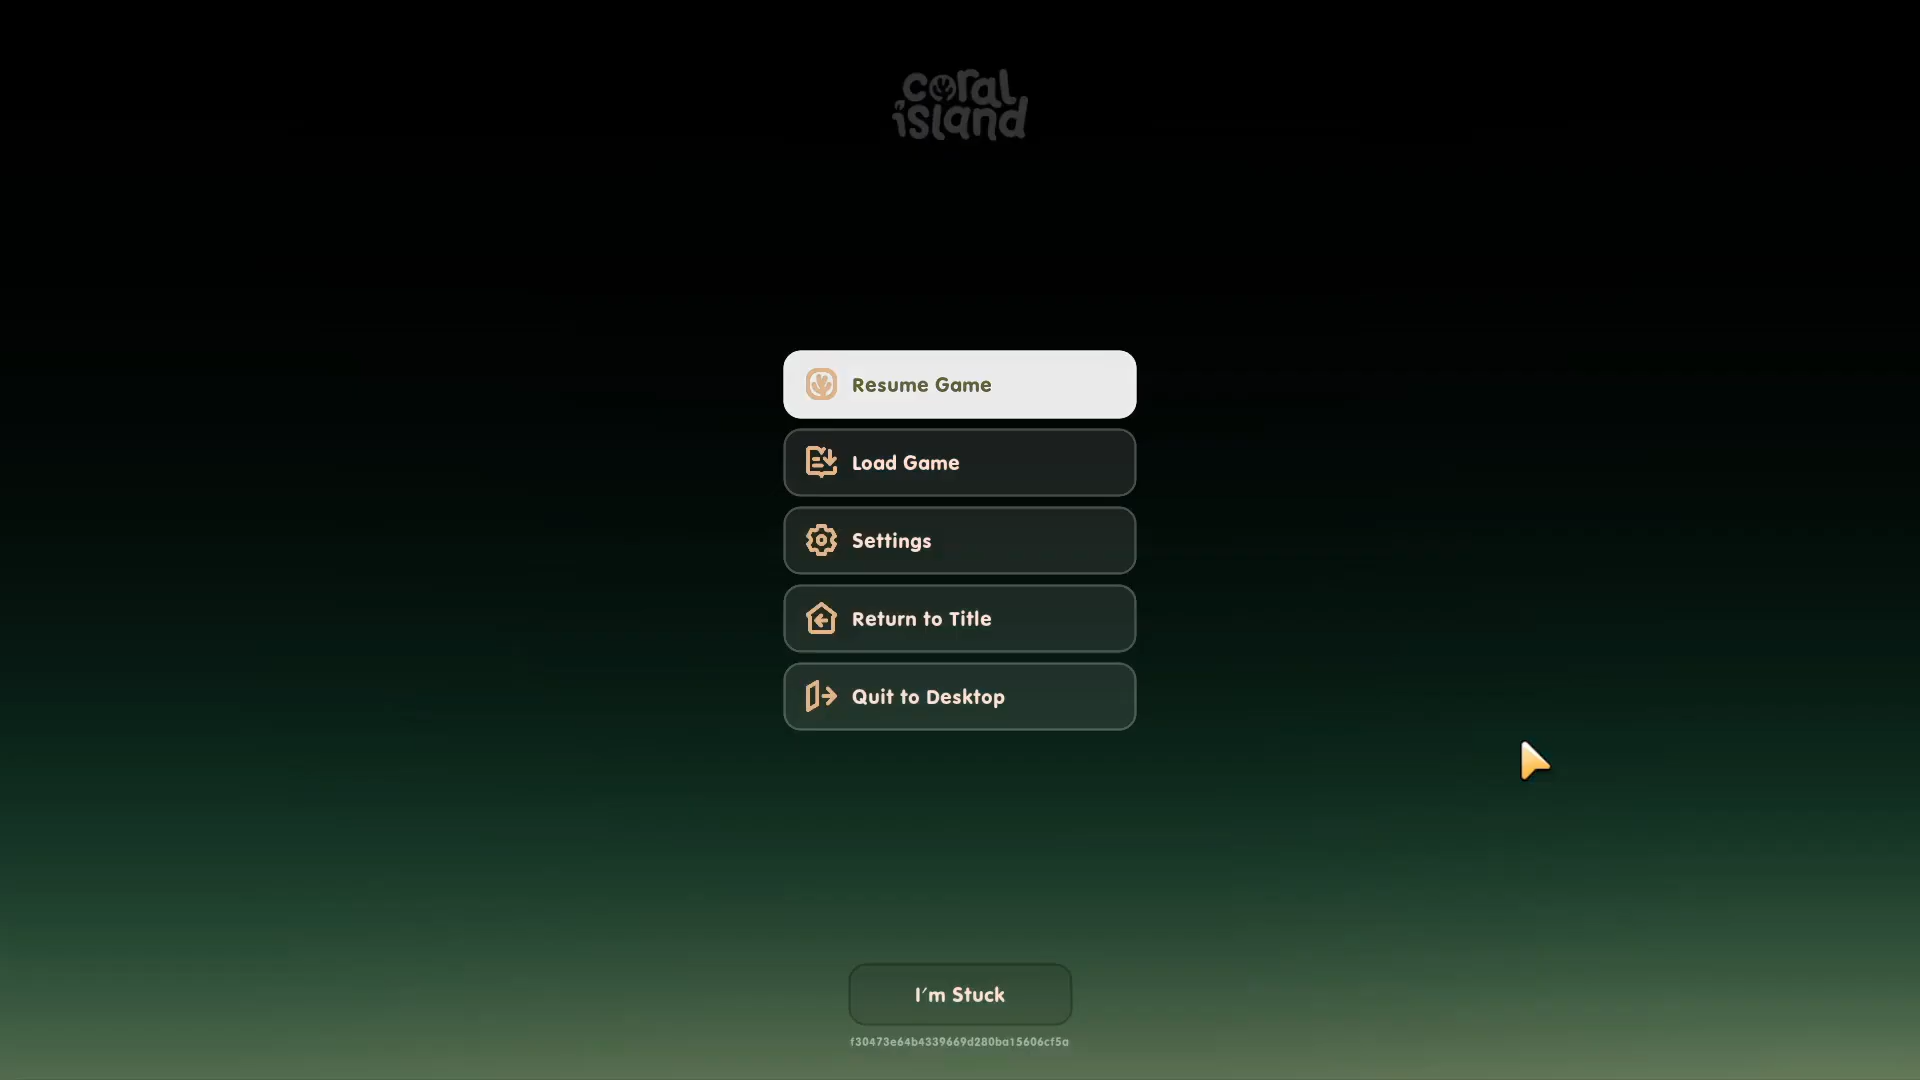 coral
island
Resume Game
Load Game
Settings
Return to Title
Quit to Desktop
I'm Stuck
f30473e64b4339669d280ba15606cf5a